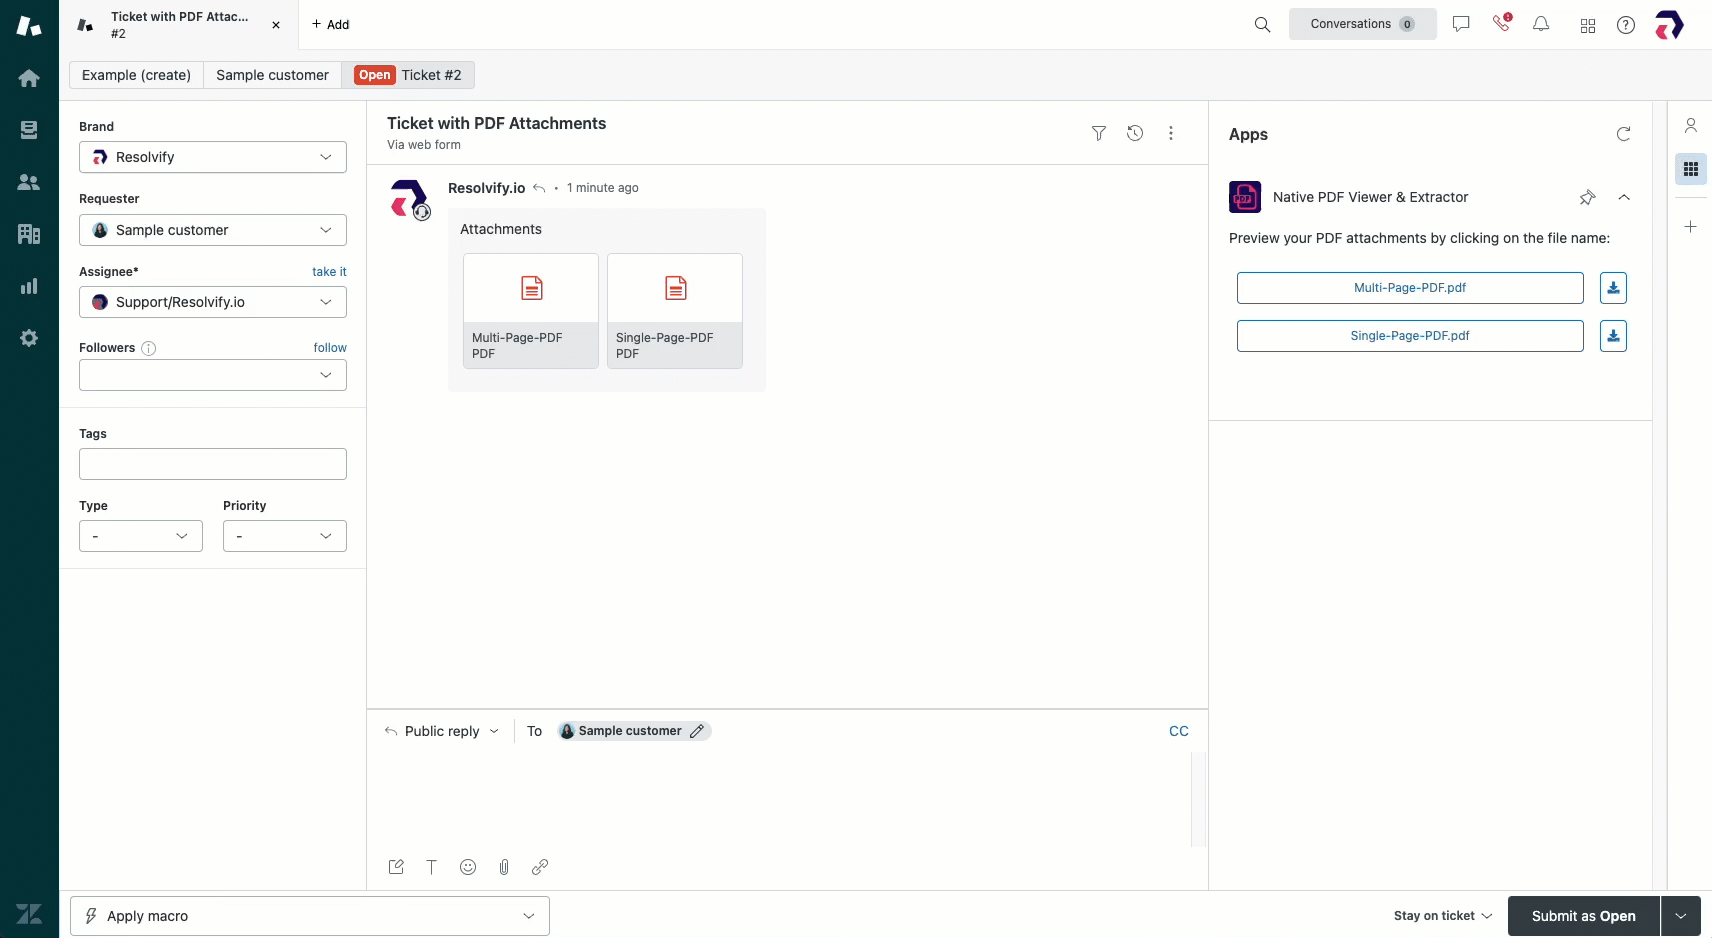 Ticket with PDF Attac...
#2
+ Add
Conversations 0
Example (create)
Sample customer
Open Ticket #2
Brand
Resolvify
Requester
Sample customer
Assignee*
take it
Support/Resolvify.io
Followers
follow
Tags
Type
Priority
-
-
Ticket with PDF Attachments
Via web form
Resolvify.io • 1 minute ago
Attachments
Multi-Page-PDF
PDF
Single-Page-PDF
PDF
Public reply
To
Sample customer
CC
Apps
PDF
Native PDF Viewer & Extractor
Preview your PDF attachments by clicking on the file name:
Multi-Page-PDF.pdf
Single-Page-PDF.pdf
Apply macro
Stay on ticket
Submit as Open